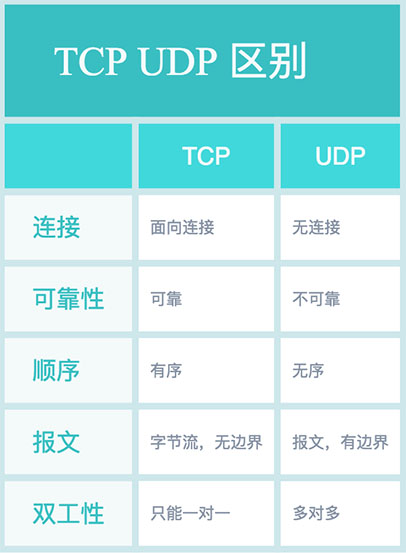 TCP UDP 区别
TCP UDP
连接 面向连接 无连接
可靠性 可靠 不可靠
顺序 有序 无序
报文 字节流，无边界 报文，有边界
双工性 只能一对一 多对多